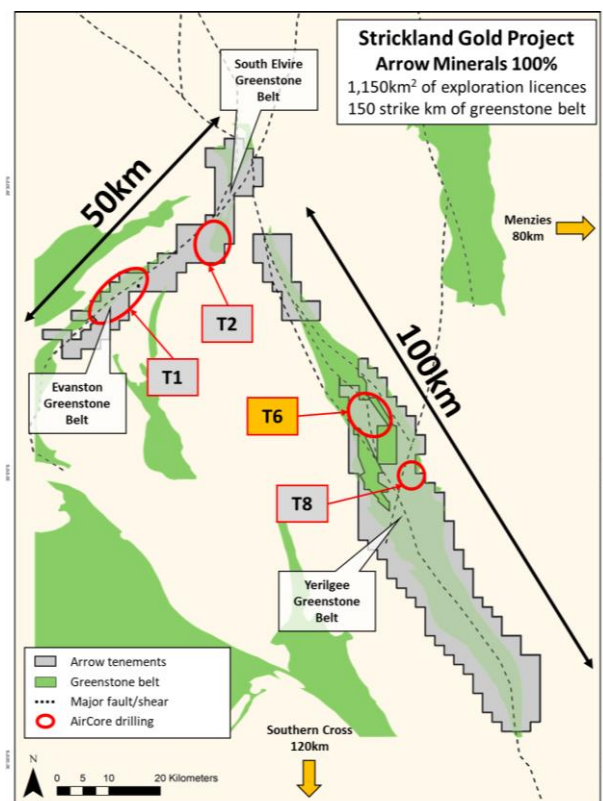 Strickland Gold Project
Arrow Minerals 100%
1,150km² of exploration licences
150 strike km of greenstone belt
South Elvire
Greenstone
Belt
50km
Menzies
80km
T2
100km
T1
Evanston
Greenstone
Belt
T6
T8
Yerilgee
Greenstone
Belt
Arrow tenements
Greenstone belt
Major fault/shear
AirCore drilling
Southern Cross
120km
N
0 5 10 20 Kilometers